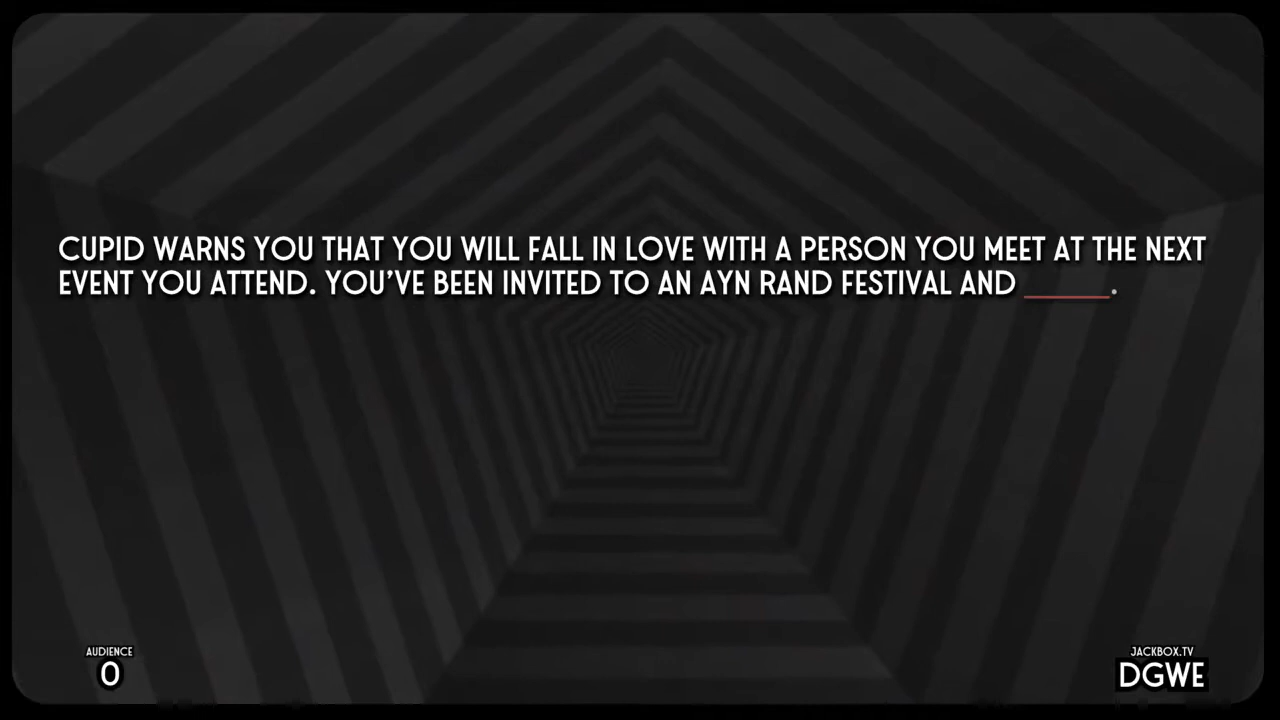 CUPID WARNS YOU THAT YOU WILL FALL IN LOVE WITH A PERSON YOU MEET AT THE NEXT
EVENT YOU ATTEND. YOU'VE BEEN INVITED TO AN AYN RAND FESTIVAL AND ______.
AUDIENCE
0
JACKBOX.TV
DGWE